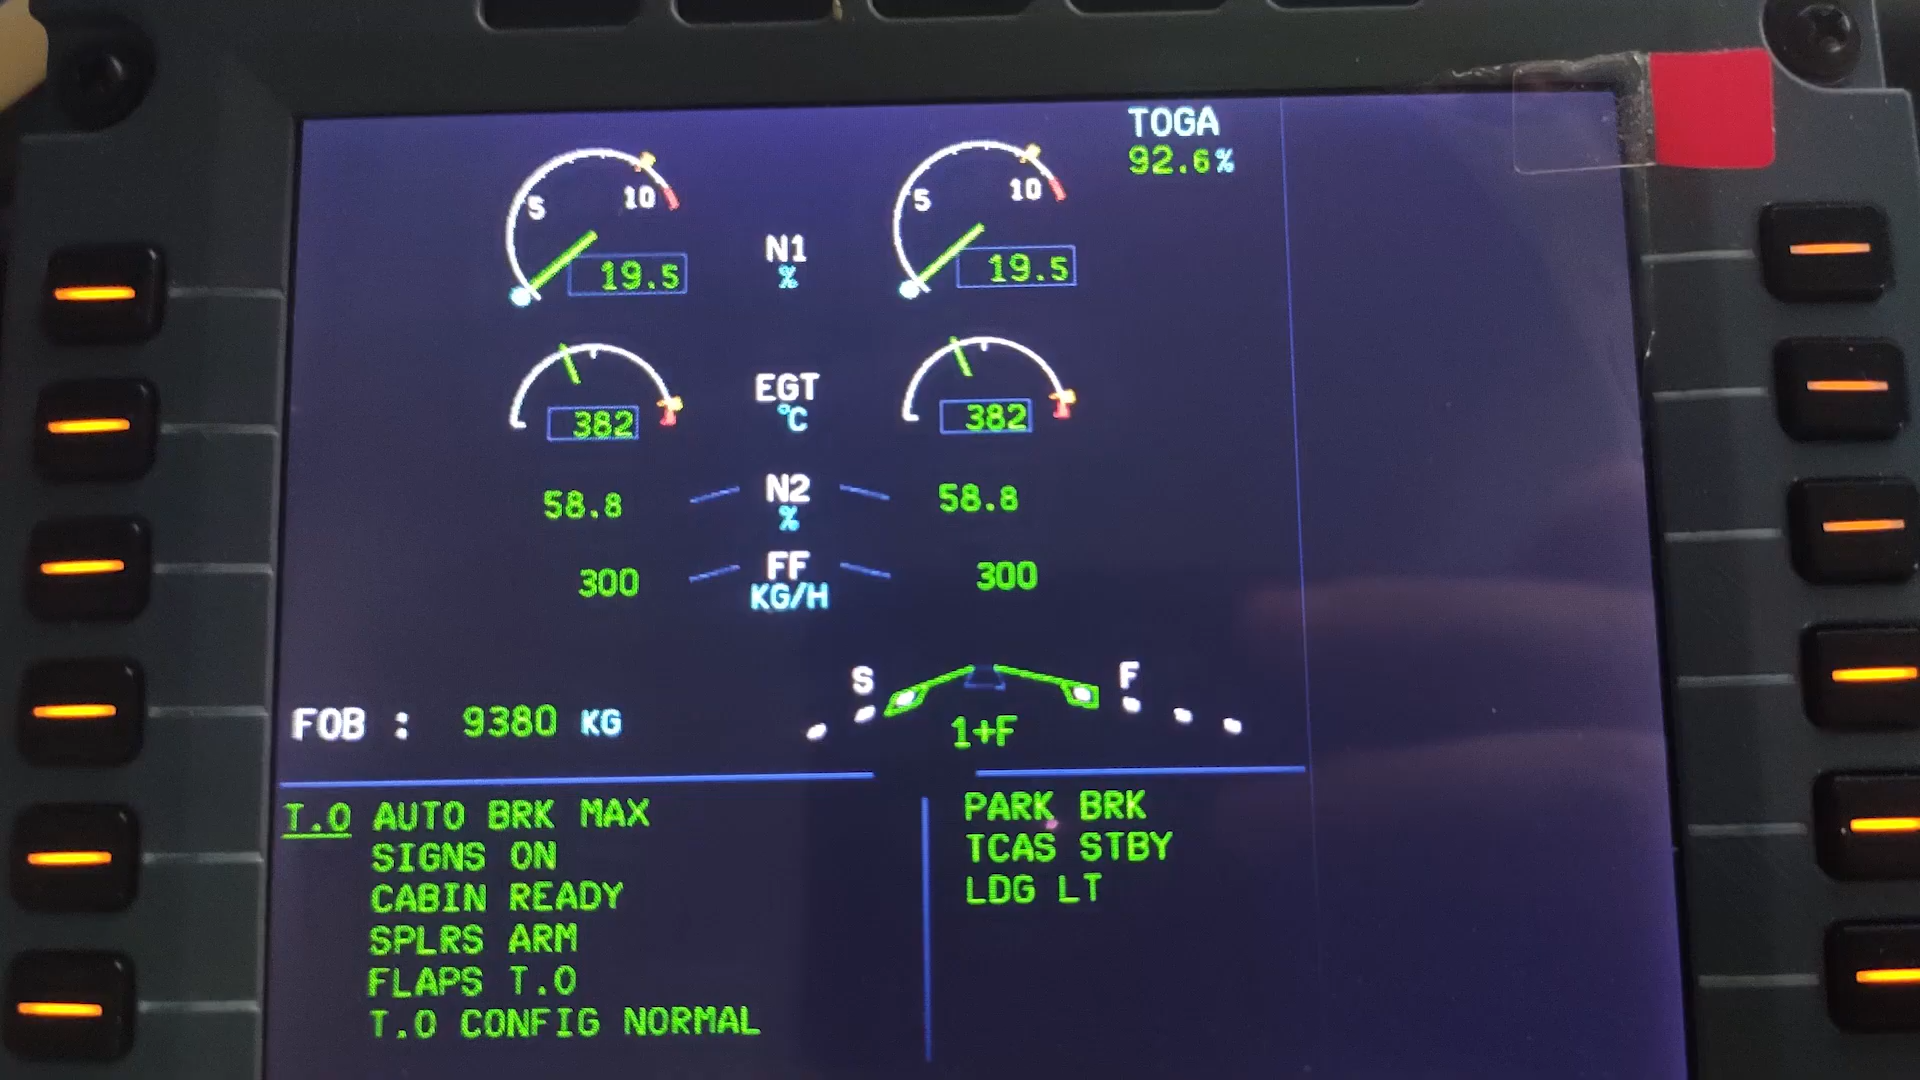 TOGA
92.6%
5 10 5 10
19.5 N1 % 19.5
382 EGT °C 382
58.8 N2 % 58.8
300 FF KG/H 300
S F
FOB : 9380 KG 1+F
T.O AUTO BRK MAX
SIGNS ON
CABIN READY
SPLRS ARM
FLAPS T.O
T.O CONFIG NORMAL
PARK BRK
TCAS STBY
LDG LT